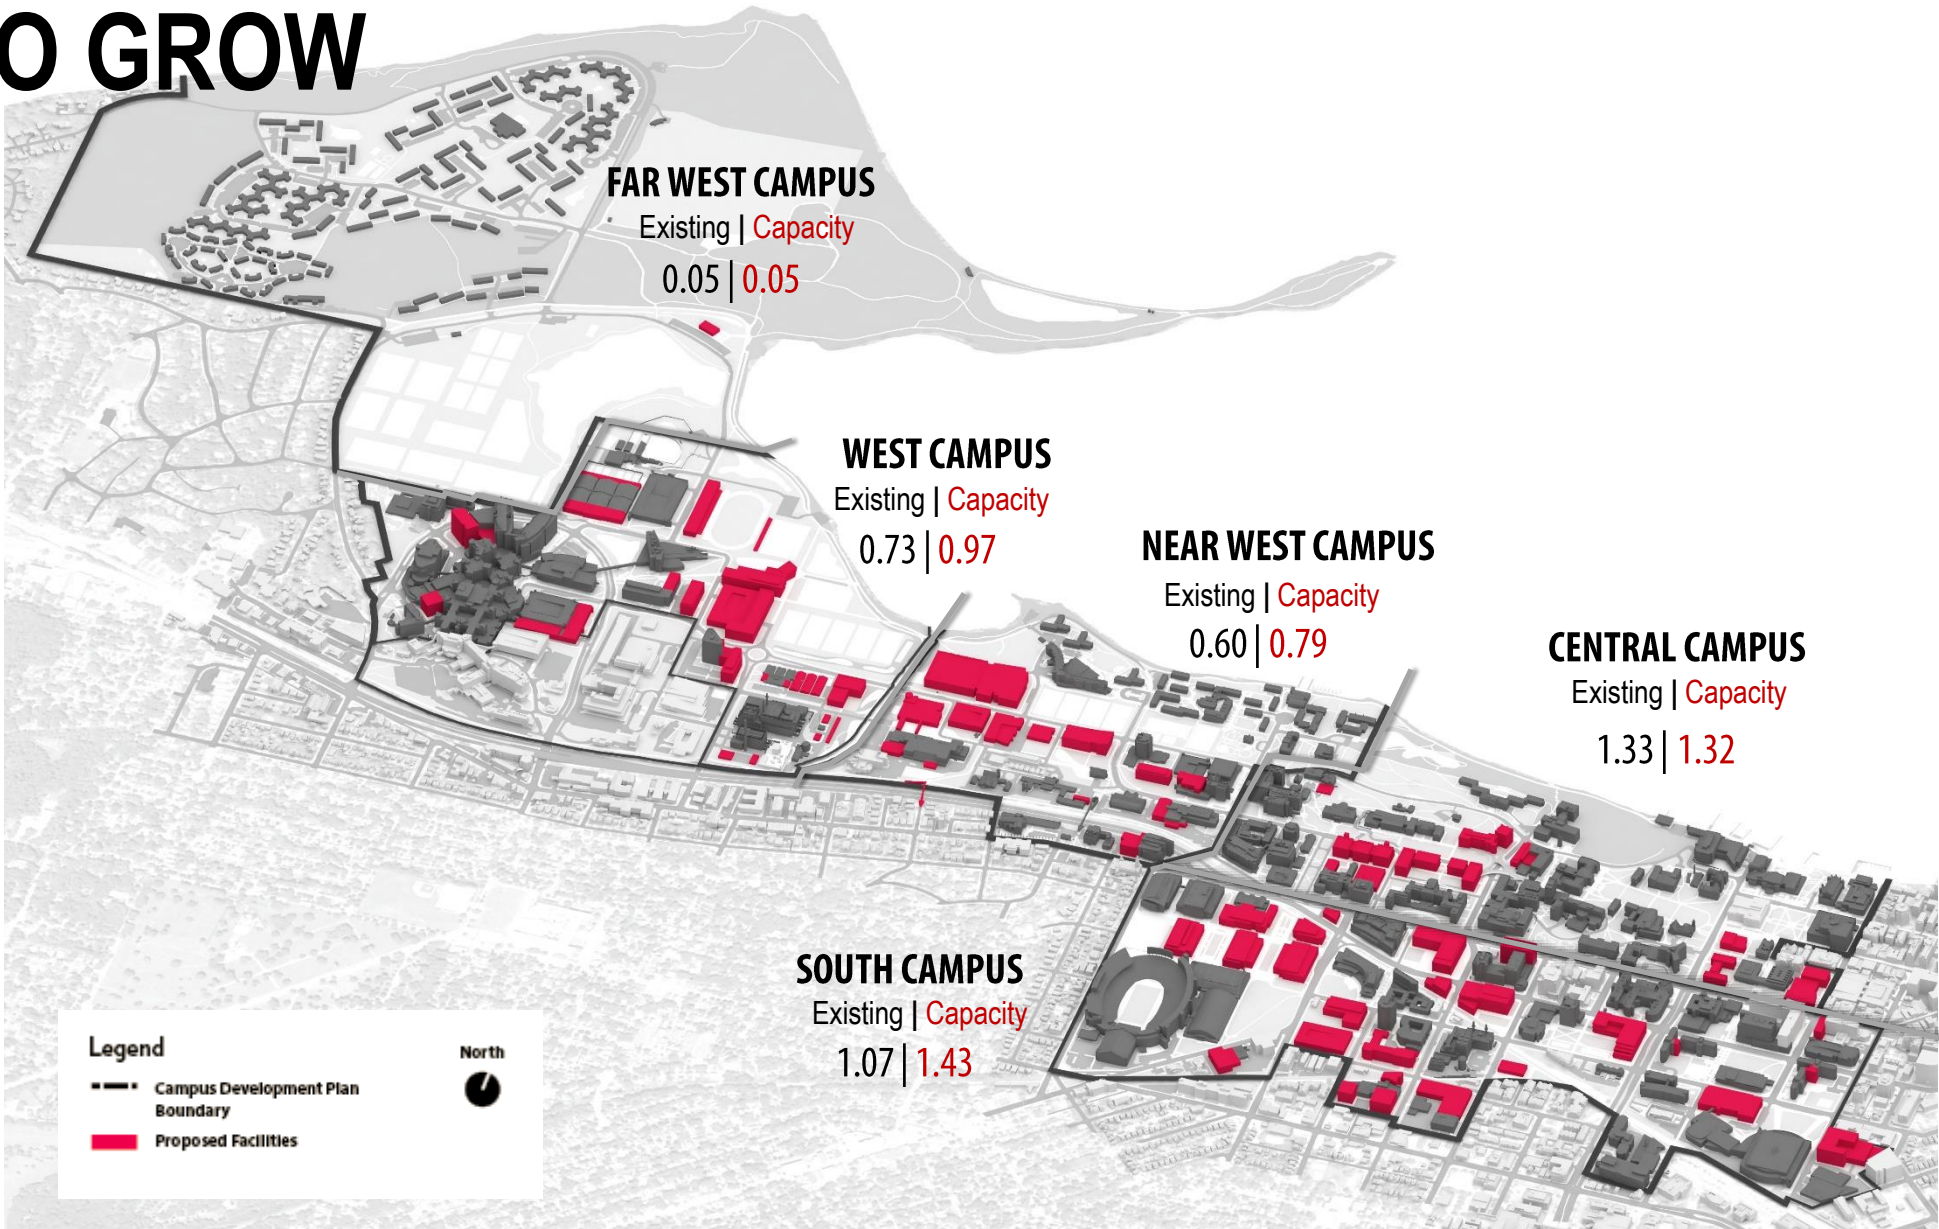 O GROW
FAR WEST CAMPUS
Existing | Capacity
0.05 | 0.05
WEST CAMPUS
Existing | Capacity
0.73 | 0.97
NEAR WEST CAMPUS
Existing | Capacity
0.60 | 0.79
CENTRAL CAMPUS
Existing | Capacity
1.33 | 1.32
SOUTH CAMPUS
Existing | Capacity
1.07 | 1.43
Legend
North
Campus Development Plan
Boundary
Proposed Facilities